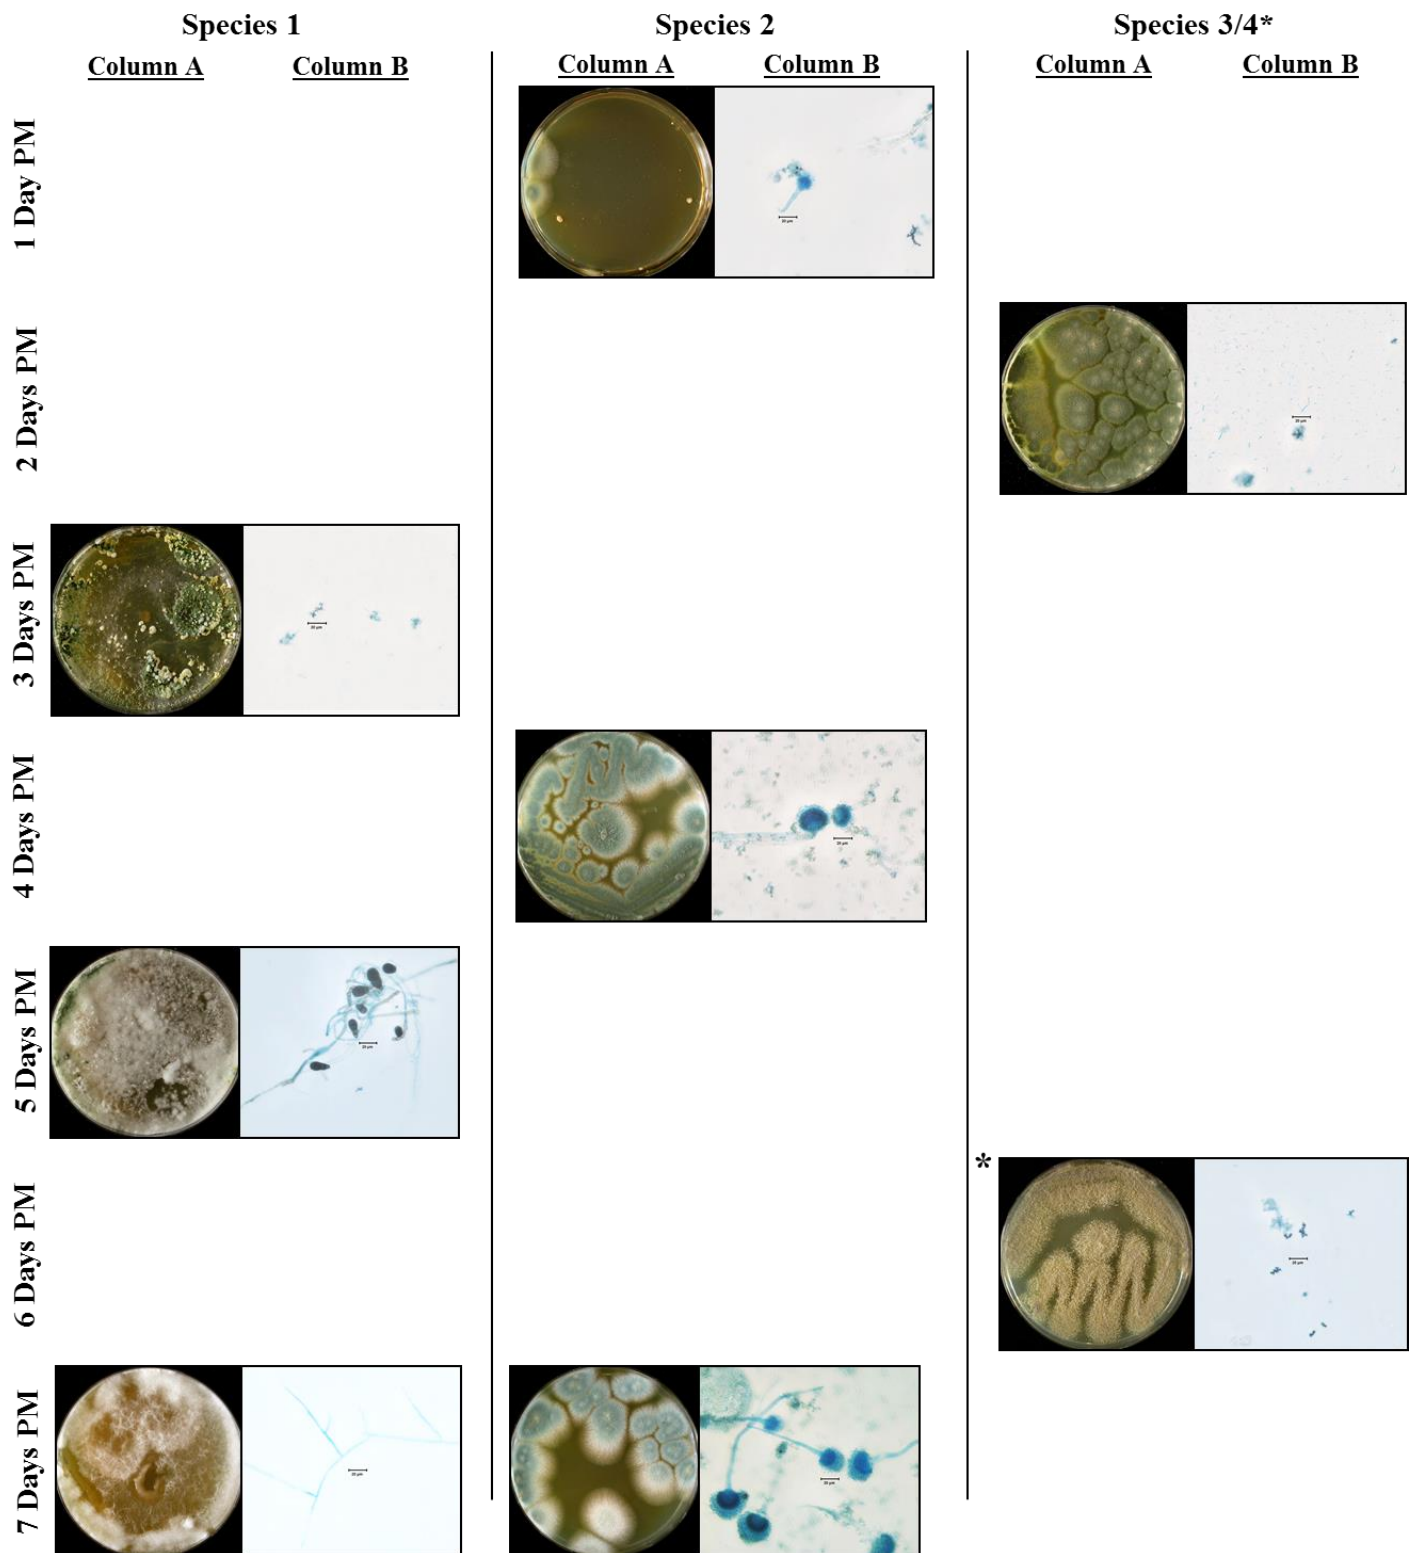 Species 1
Species 2
Species 3/4*
Column A
Column B
Column A
Column B
Column A
Column B
1 Day PM
2 Days PM
3 Days PM
4 Days PM
5 Days PM
*
6 Days PM
7 Days PM